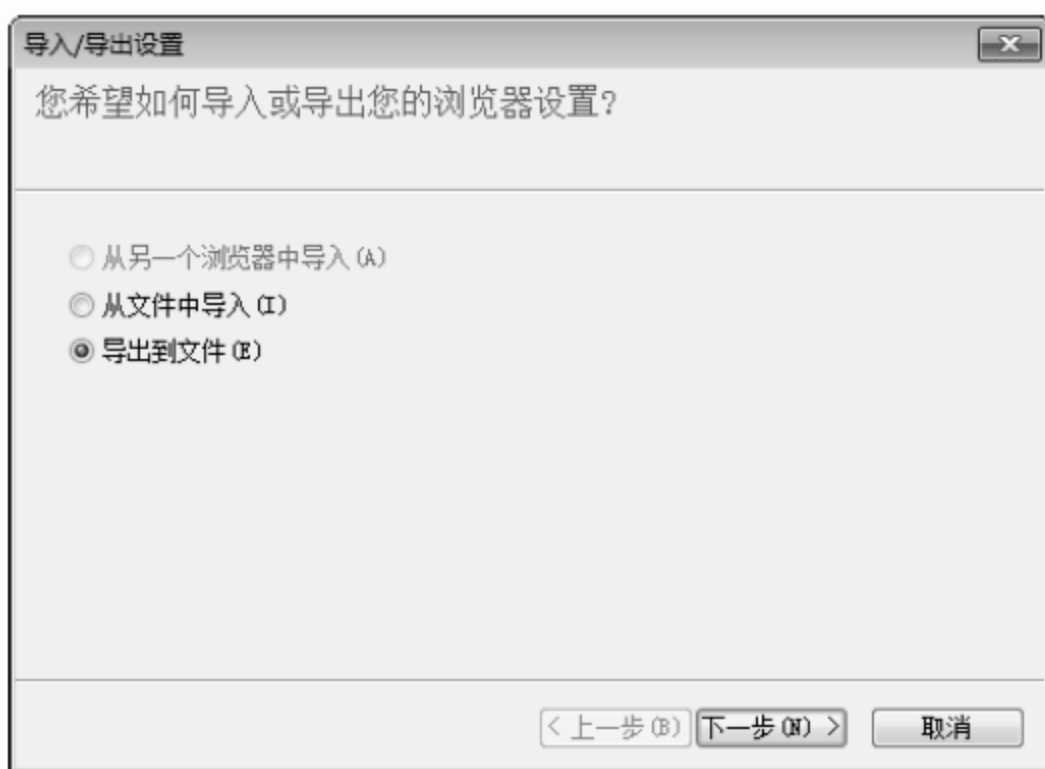 导入/导出设置
您希望如何导入或导出您的浏览器设置?
从另一个浏览器中导入(A)
从文件中导入(I)
导出到文件(E)
< 上一步(B) 下一步(N) > 取消